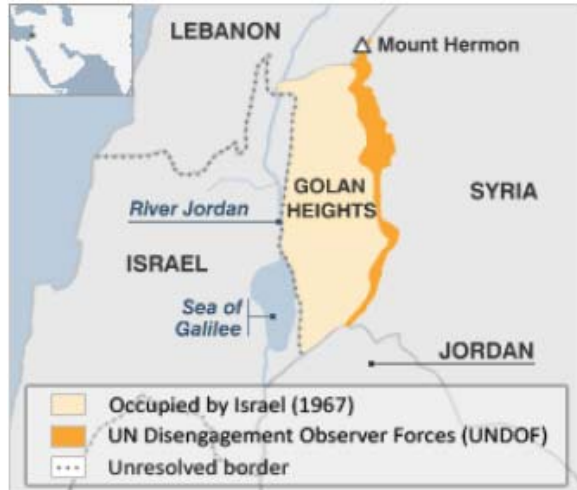 LEBANON
Mount Hermon
GOLAN
HEIGHTS
SYRIA
River Jordan
ISRAEL
Sea of
Galilee
JORDAN
Occupied by Israel (1967)
UN Disengagement Observer Forces (UNDOF)
Unresolved border